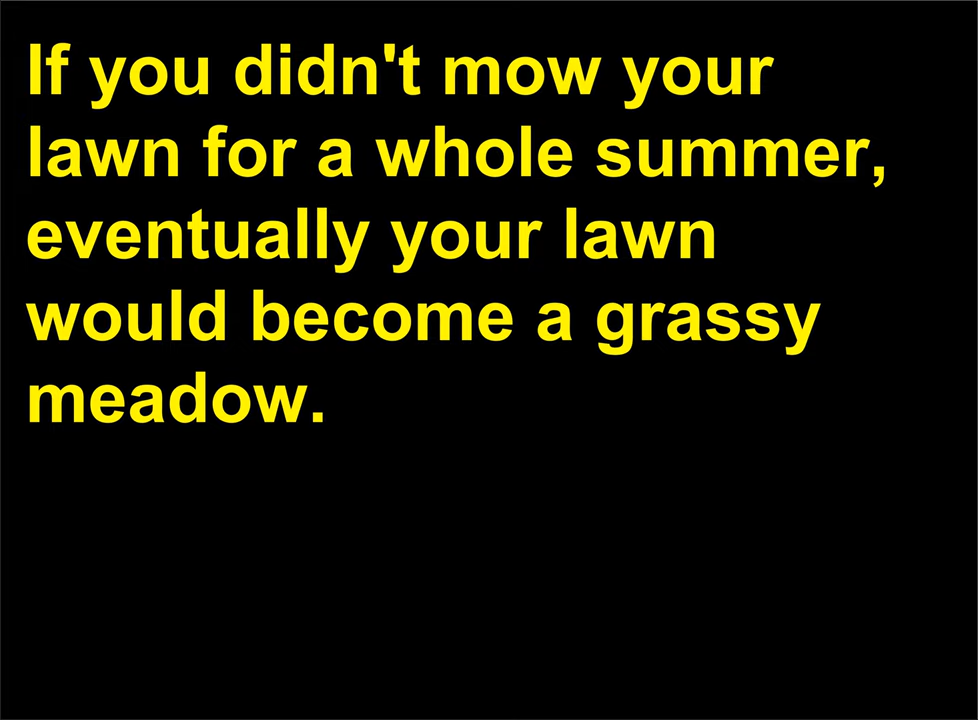 If you didn't mow your
lawn for a whole summer,
eventually your lawn
would become a grassy
meadow.